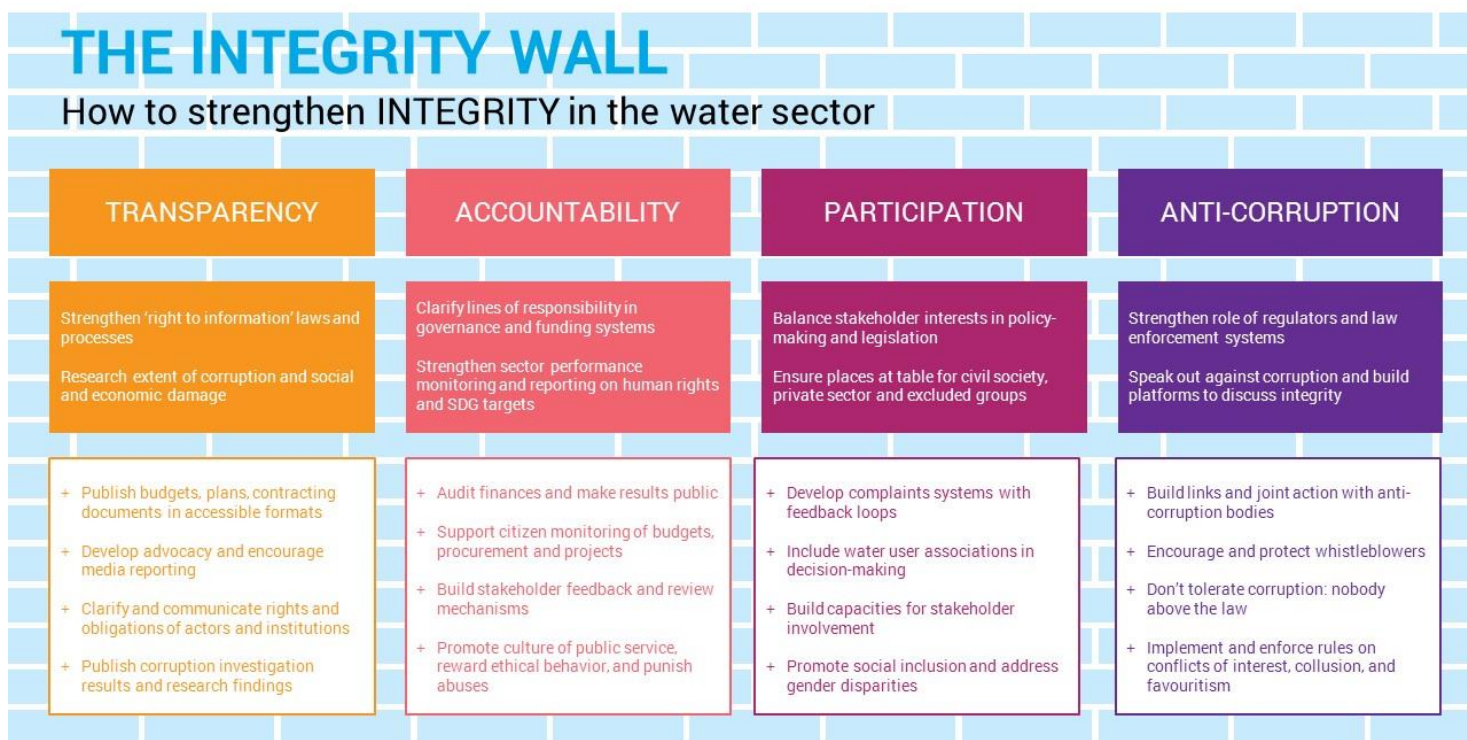 THE INTEGRITY WALL
How to strengthen INTEGRITY in the water sector
TRANSPARENCY
Strengthen ‘right to information’ laws and
processes
Research extent of corruption and social
and economic damage
+ Publish budgets, plans, contracting
documents in accessible formats
+ Develop advocacy and encourage
media reporting
+ Clarify and communicate rights and
obligations of actors and institutions
+ Publish corruption investigation
results and research findings
ACCOUNTABILITY
Clarify lines of responsibility in
governance and funding systems
Strengthen sector performance
monitoring and reporting on human rights
and SDG targets
+ Audit finances and make results public
+ Support citizen monitoring of budgets,
procurement and projects
+ Build stakeholder feedback and review
mechanisms
+ Promote culture of public service,
reward ethical behavior, and punish
abuses
PARTICIPATION
Balance stakeholder interests in policy-
making and legislation
Ensure places at table for civil society,
private sector and excluded groups
+ Develop complaints systems with
feedback loops
+ Include water user associations in
decision-making
+ Build capacities for stakeholder
involvement
+ Promote social inclusion and address
gender disparities
ANTI-CORRUPTION
Strengthen role of regulators and law
enforcement systems
Speak out against corruption and build
platforms to discuss integrity
+ Build links and joint action with anti-
corruption bodies
+ Encourage and protect whistleblowers
+ Don’t tolerate corruption: nobody
above the law
+ Implement and enforce rules on
conflicts of interest, collusion, and
favouritism